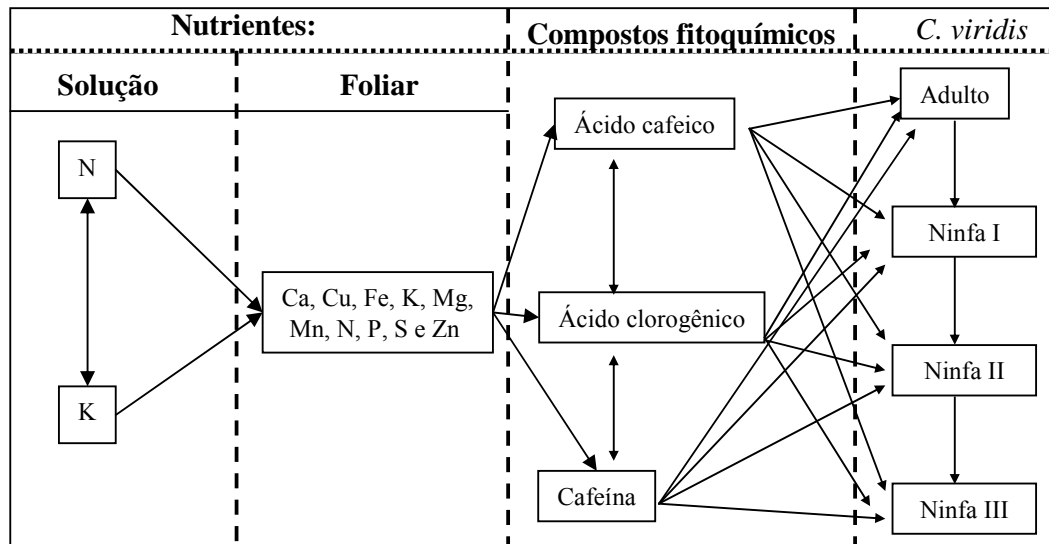 Nutrientes:
Compostos fitoquímicos
C. viridis
Solução
Foliar
N
K
Ca, Cu, Fe, K, Mg,
Mn, N, P, S e Zn
Ácido cafeico
Ácido clorogênico
Cafeína
Adulto
Ninfa I
Ninfa II
Ninfa III